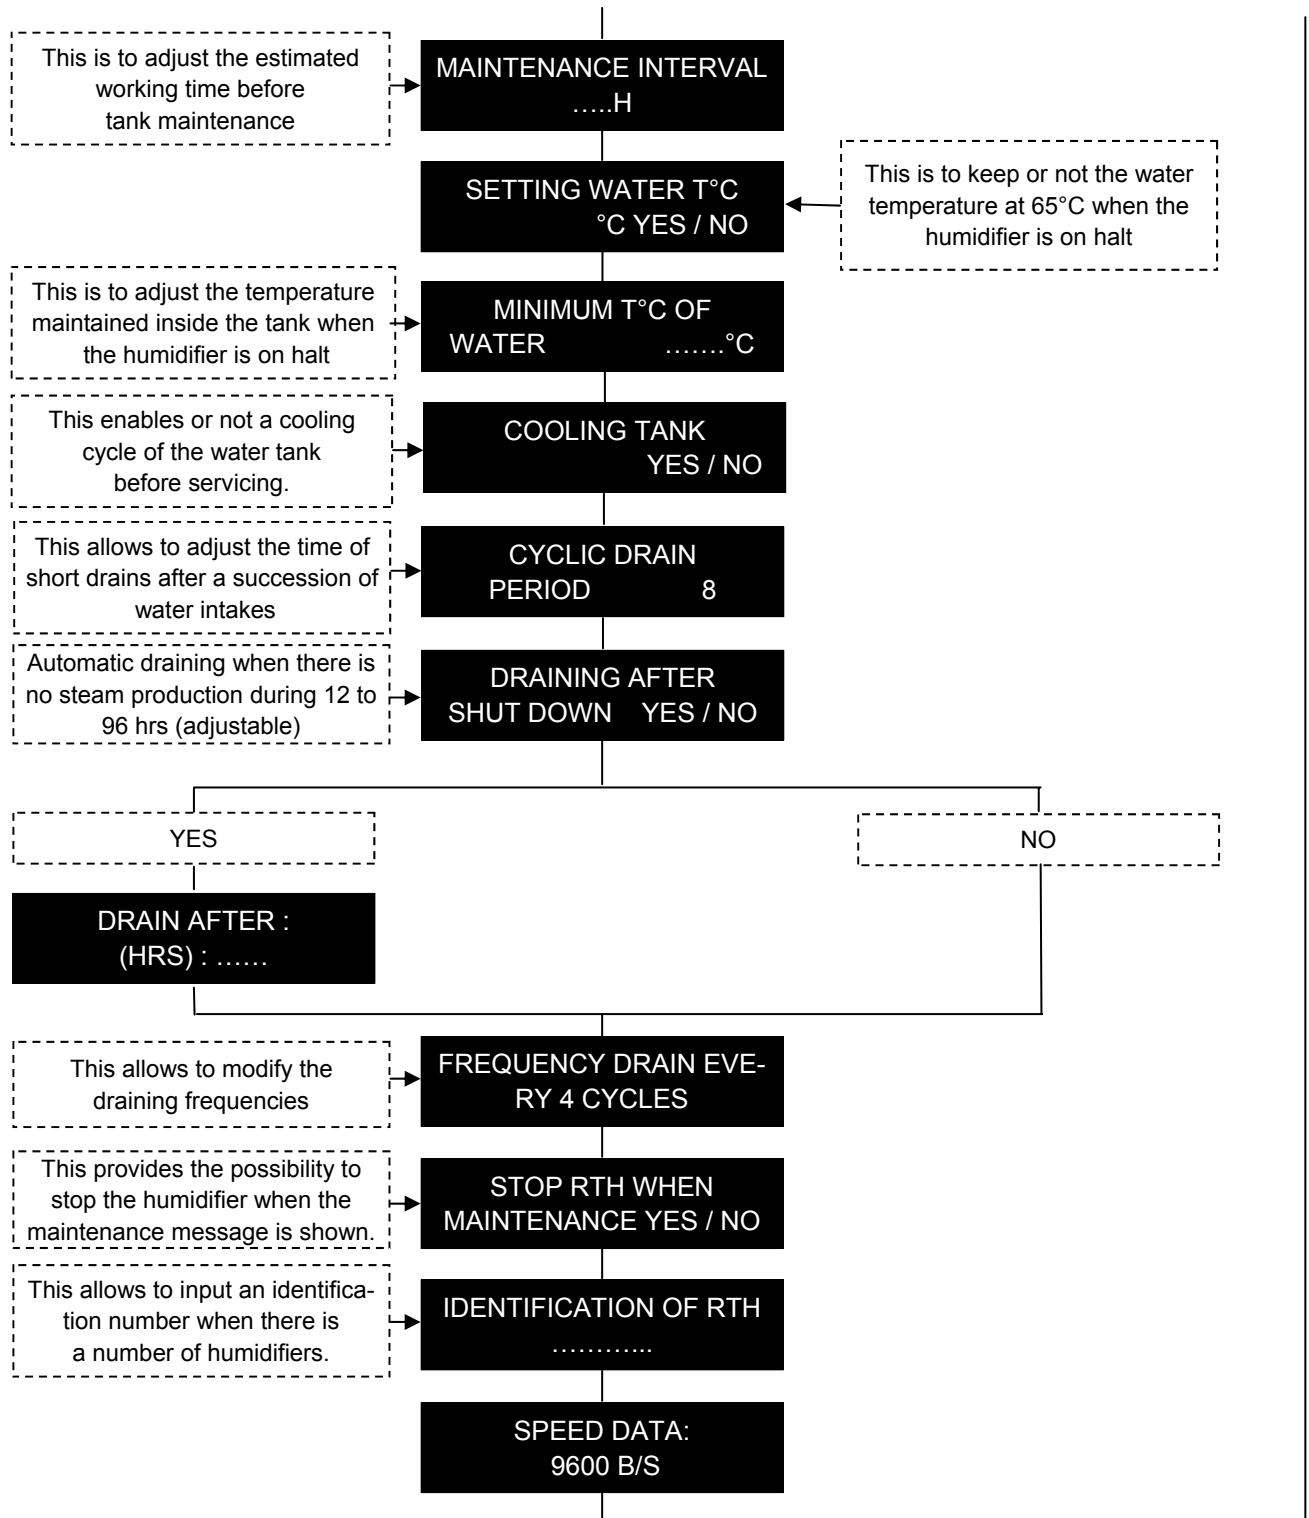 This is to adjust the estimated
working time before
tank maintenance
MAINTENANCE INTERVAL
…..H
SETTING WATER T°C
°C YES / NO
This is to keep or not the water
temperature at 65°C when the
humidifier is on halt
This is to adjust the temperature
maintained inside the tank when
the humidifier is on halt
MINIMUM T°C OF
WATER …….°C
This enables or not a cooling
cycle of the water tank
before servicing.
COOLING TANK
YES / NO
This allows to adjust the time of
short drains after a succession of
water intakes
CYCLIC DRAIN
PERIOD 8
Automatic draining when there is
no steam production during 12 to
96 hrs (adjustable)
DRAINING AFTER
SHUT DOWN YES / NO
YES
NO
DRAIN AFTER :
(HRS) : ……
This allows to modify the
draining frequencies
FREQUENCY DRAIN EVE-
RY 4 CYCLES
This provides the possibility to
stop the humidifier when the
maintenance message is shown.
STOP RTH WHEN
MAINTENANCE YES / NO
This allows to input an identifica-
tion number when there is
a number of humidifiers.
IDENTIFICATION OF RTH
…………...
SPEED DATA:
9600 B/S